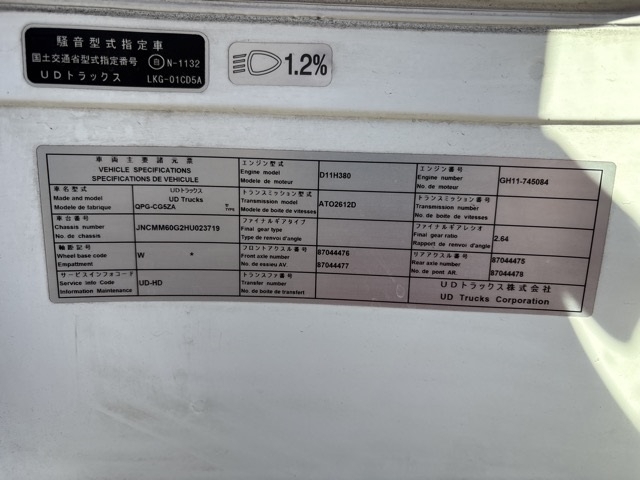 騒音型式指定車
国土交通省型式指定番号 自 N-1132
UDトラックス LKG-01CD5A
1.2%
車両主要諸元票
VEHICLE SPECIFICATIONS
SPECIFICATIONS DE VEHICULE
エンジン型式
Engine model
Modele de moteur
D11H380
エンジン番号
Engine number
No. de moteur
GH11-745084
車名型式
Made and model
Modele de fabrique
UDトラックス
UD Trucks
QPG-CG5ZA
TYPE
トランスミッション型式
Transmission model
Modele de boite de vitesses
ATO2612D
トランスミッション番号
Transmission number
No. de boite de vitesses
車台番号
Chassis number
No. de chassis
JNCMM60G2HU023719
ファイナルギアタイプ
Final gear type
Type de renvoi d'angle
ファイナルギアレシオ
Final gear ratio
Rapport de renvoi d'angle
2.64
軸距記号
Wheel base code
Empattment
W *
フロントアクスル番号
Front axle number
No. de essieu AV.
87044476
87044477
リアアクスル番号
Rear axle number
No. de pont AR.
87044475
87044478
サービスインフォコード
Service info Code
Information Maintenance
UD-HD
トランスファ番号
Transfer number
No. de boite de transfert
UDトラックス株式会社
UD Trucks Corporation